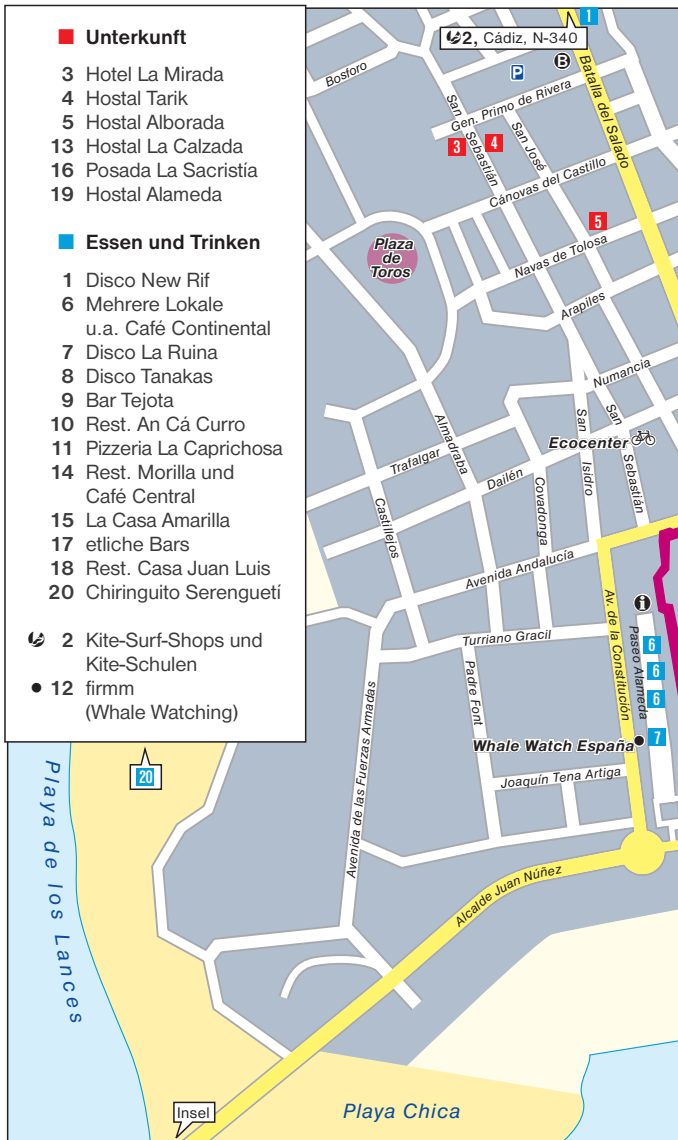 Unterkunft
3 Hotel La Mirada
4 Hostal Tarik
5 Hostal Alborada
13 Hostal La Calzada
16 Posada La Sacristía
19 Hostal Alameda
Essen und Trinken
1 Disco New Rif
6 Mehrere Lokale
u.a. Café Continental
7 Disco La Ruina
8 Disco Tanakas
9 Bar Tejota
10 Rest. An Cá Curro
11 Pizzeria La Caprichosa
14 Rest. Morilla und
Café Central
15 La Casa Amarilla
17 etliche Bars
18 Rest. Casa Juan Luis
20 Chiringuito Serenguetí
2 Kite-Surf-Shops und
Kite-Schulen
12 firmm
(Whale Watching)
2, Cádiz, N-340
1
B
P
Bosforo
Batalla del Salado
Gen. Primo de Rivera
San Sebastián
San José
3
4
Cánovas del Castillo
5
Plaza
de
Toros
Navas de Tolosa
Arapiles
Numancia
Almadraba
San Isidro
San Sebastián
Ecocenter
Trafalgar
Dailén
Covadonga
Castillejos
Avenida Andalucía
i
Av. de la Constitución
Paseo Alameda
Turriano Gracil
6
6
6
Padre Font
Whale Watch España
7
Avenida de las Fuerzas Armadas
Joaquín Tena Artiga
20
Playa de los Lances
Alcalde Juan Núñez
Insel
Playa Chica